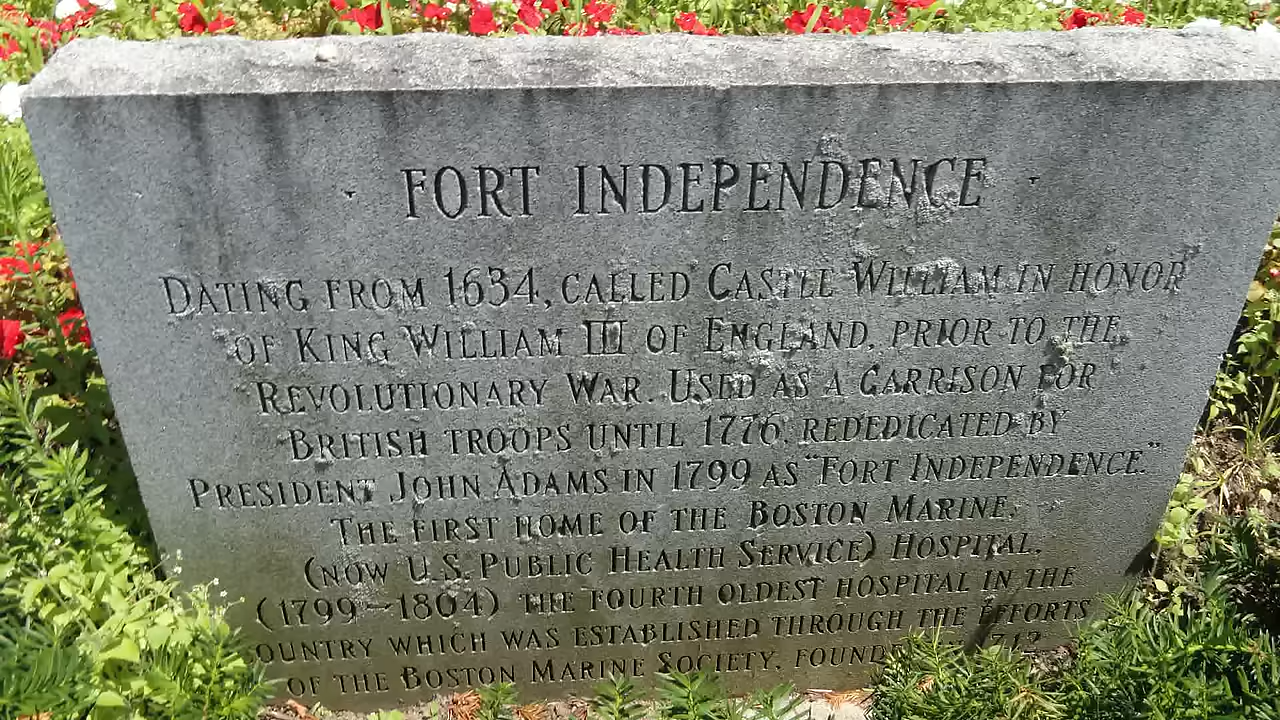 · FORT INDEPENDENCE ·
DATING FROM 1634, CALLED CASTLE WILLIAM IN HONOR
OF KING WILLIAM III OF ENGLAND, PRIOR TO THE
REVOLUTIONARY WAR. USED AS A GARRISON FOR
BRITISH TROOPS UNTIL 1776. REDEDICATED BY
PRESIDENT JOHN ADAMS IN 1799 AS "FORT INDEPENDENCE."
THE FIRST HOME OF THE BOSTON MARINE,
(NOW U.S. PUBLIC HEALTH SERVICE) HOSPITAL,
(1799-1804) THE FOURTH OLDEST HOSPITAL IN THE
OUNTRY WHICH WAS ESTABLISHED THROUGH THE EFFORTS
OF THE BOSTON MARINE SOCIETY, FOUNDE 1742